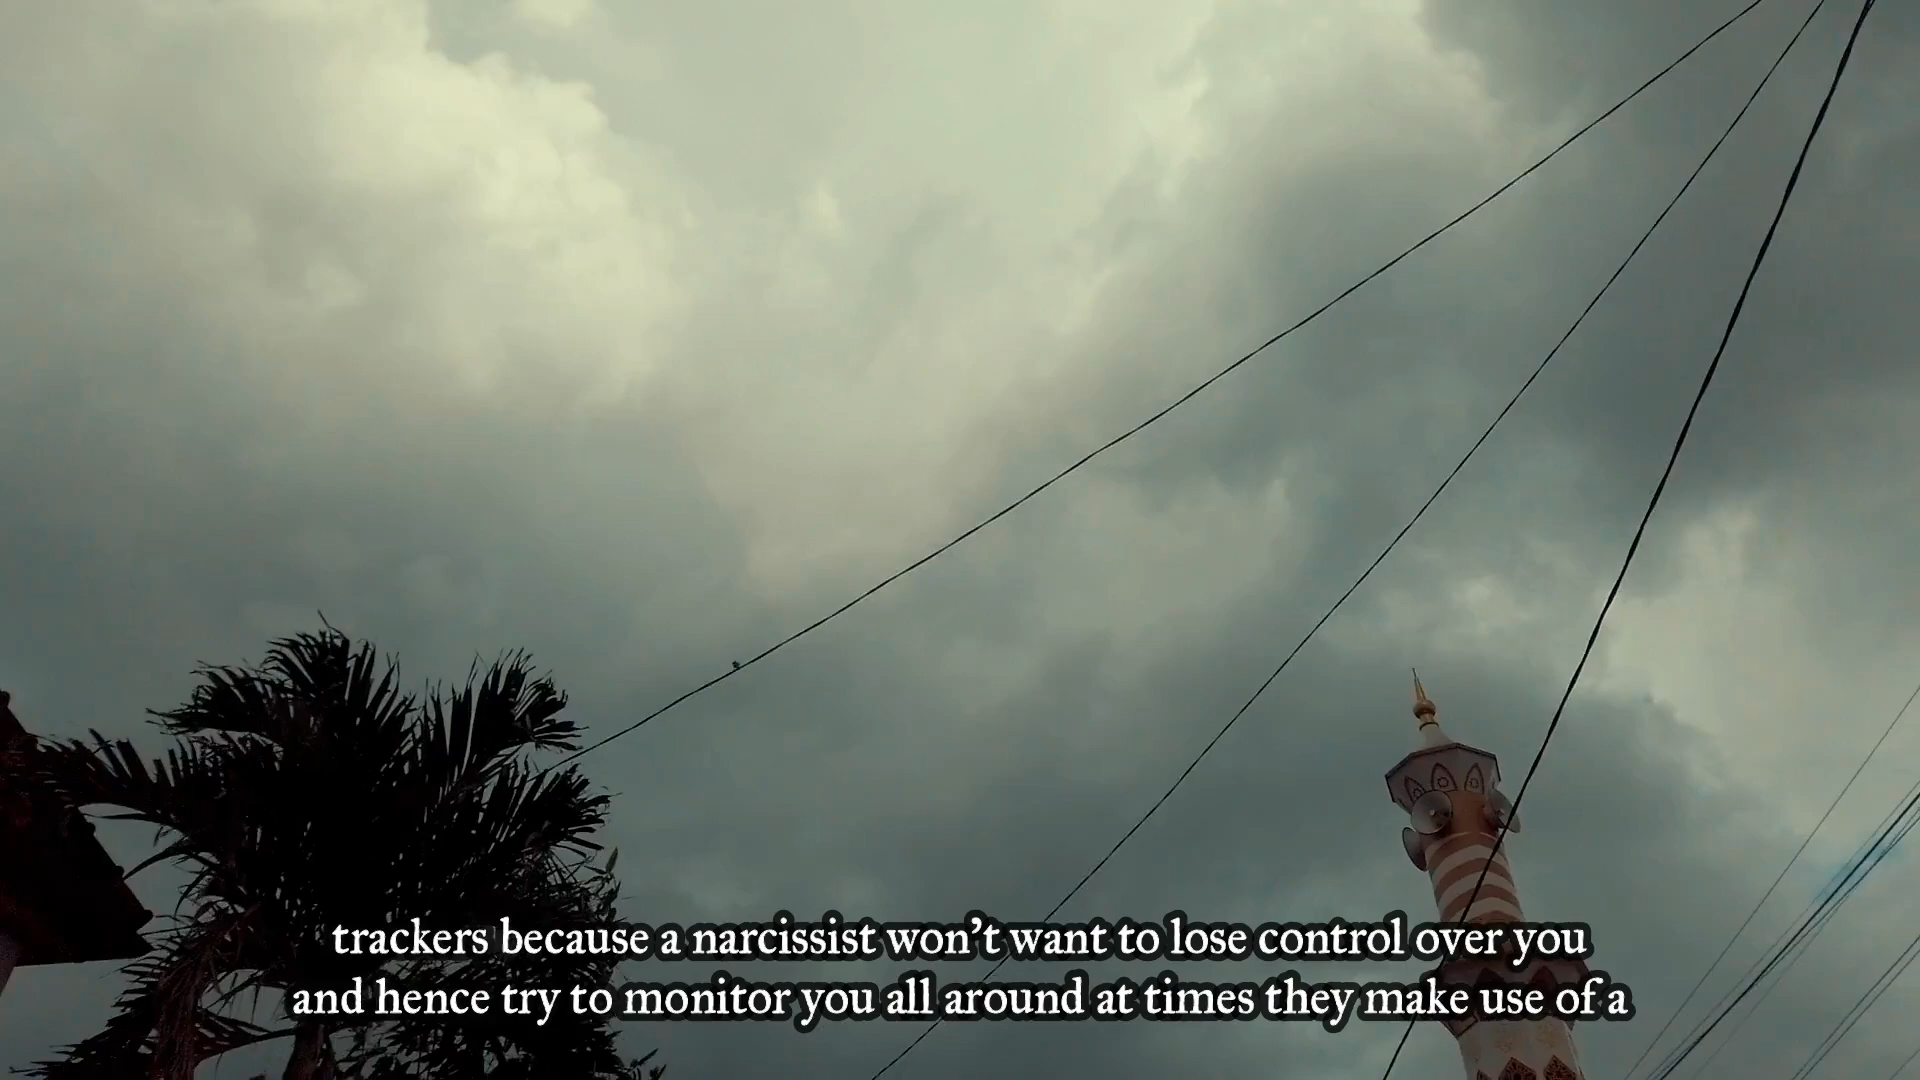 trackers because a narcissist won't want to lose control over you
and hence try to monitor you all around at times they make use of a